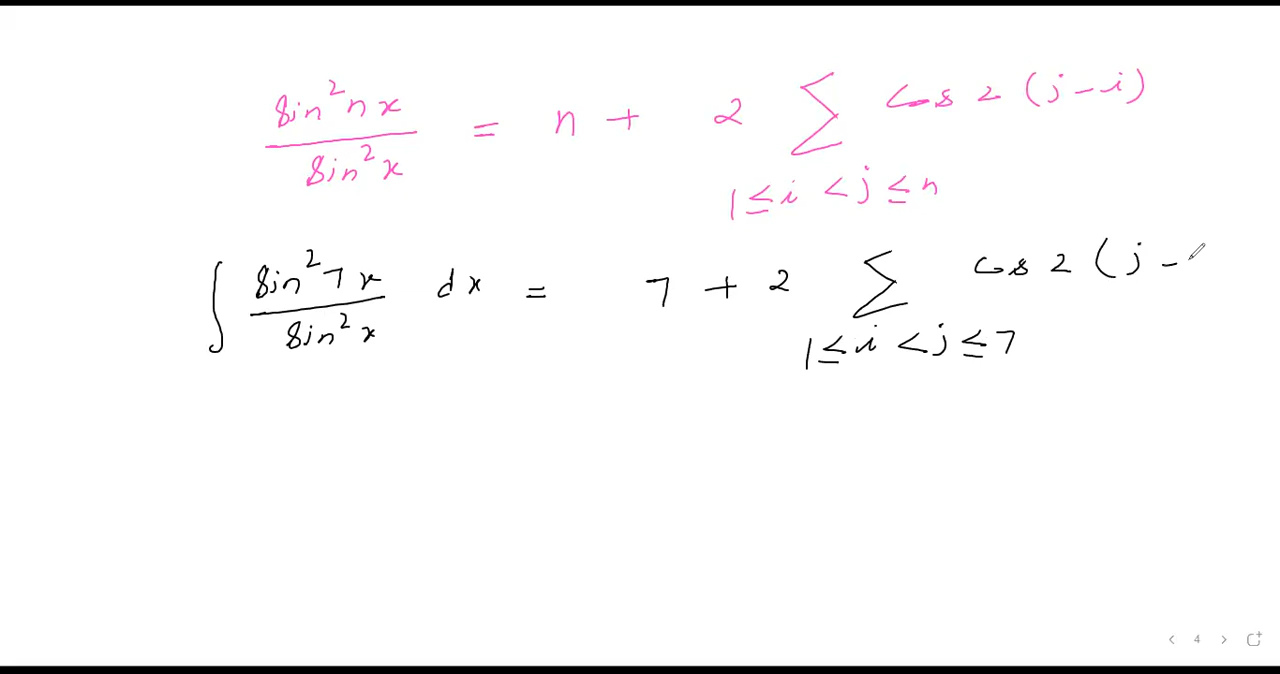 sin²nx / sin²x = n + 2 ∑ cos 2 (j − i)
1 ≤ i < j ≤ n
∫ sin²7x / sin²x dx = 7 + 2 ∑ cos 2 (j −
1 ≤ i < j ≤ 7
< 4 >